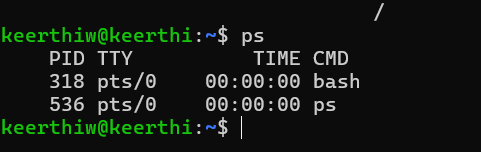 /
keerthiw@keerthi:~$ ps
    PID TTY          TIME CMD
    318 pts/0    00:00:00 bash
    536 pts/0    00:00:00 ps
keerthiw@keerthi:~$